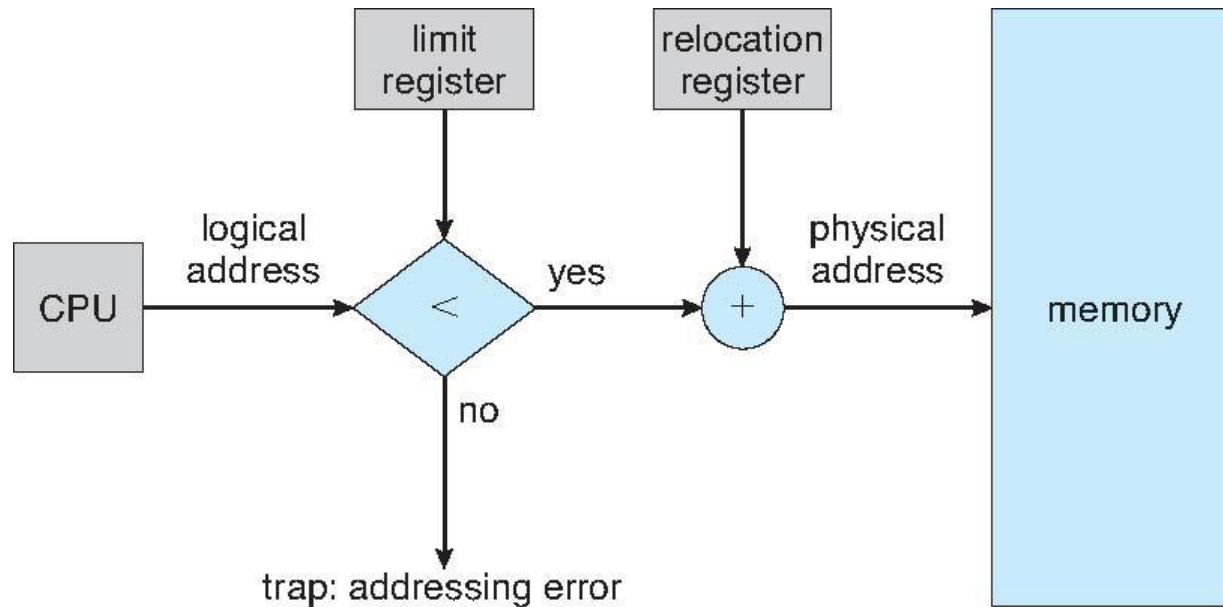 limit
register
relocation
register
CPU
logical
address
<
yes
+
physical
address
memory
no
trap: addressing error